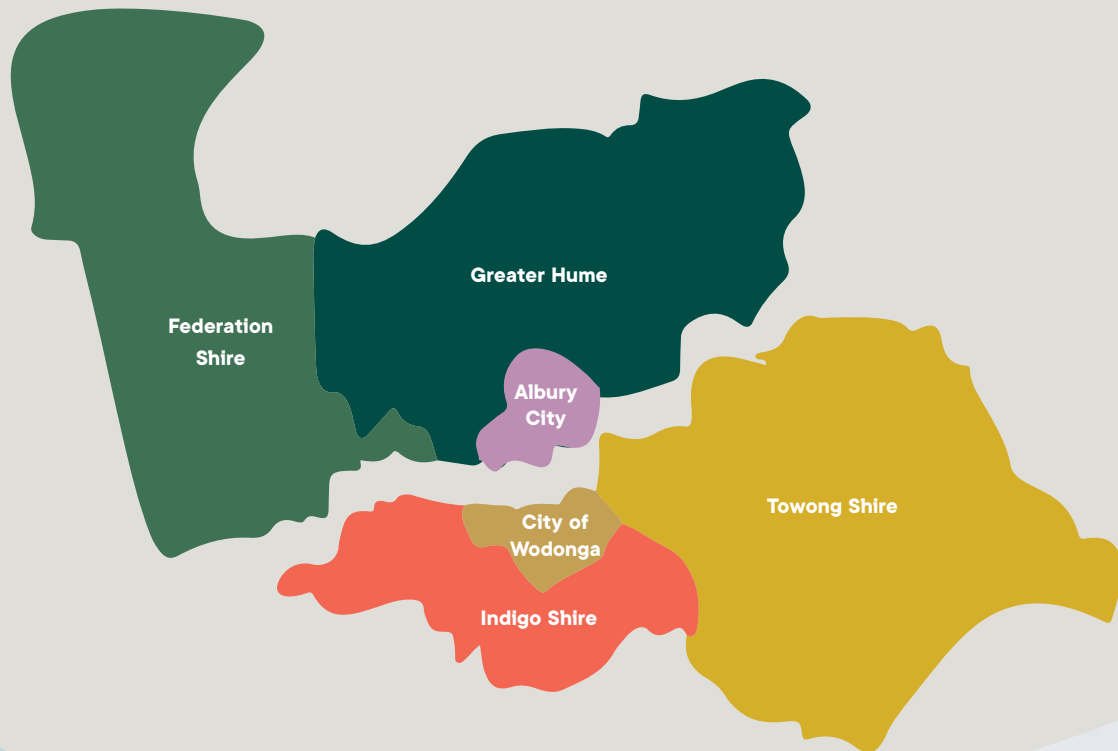 Greater Hume
Federation
Shire
Albury
City
Towong Shire
City of
Wodonga
Indigo Shire